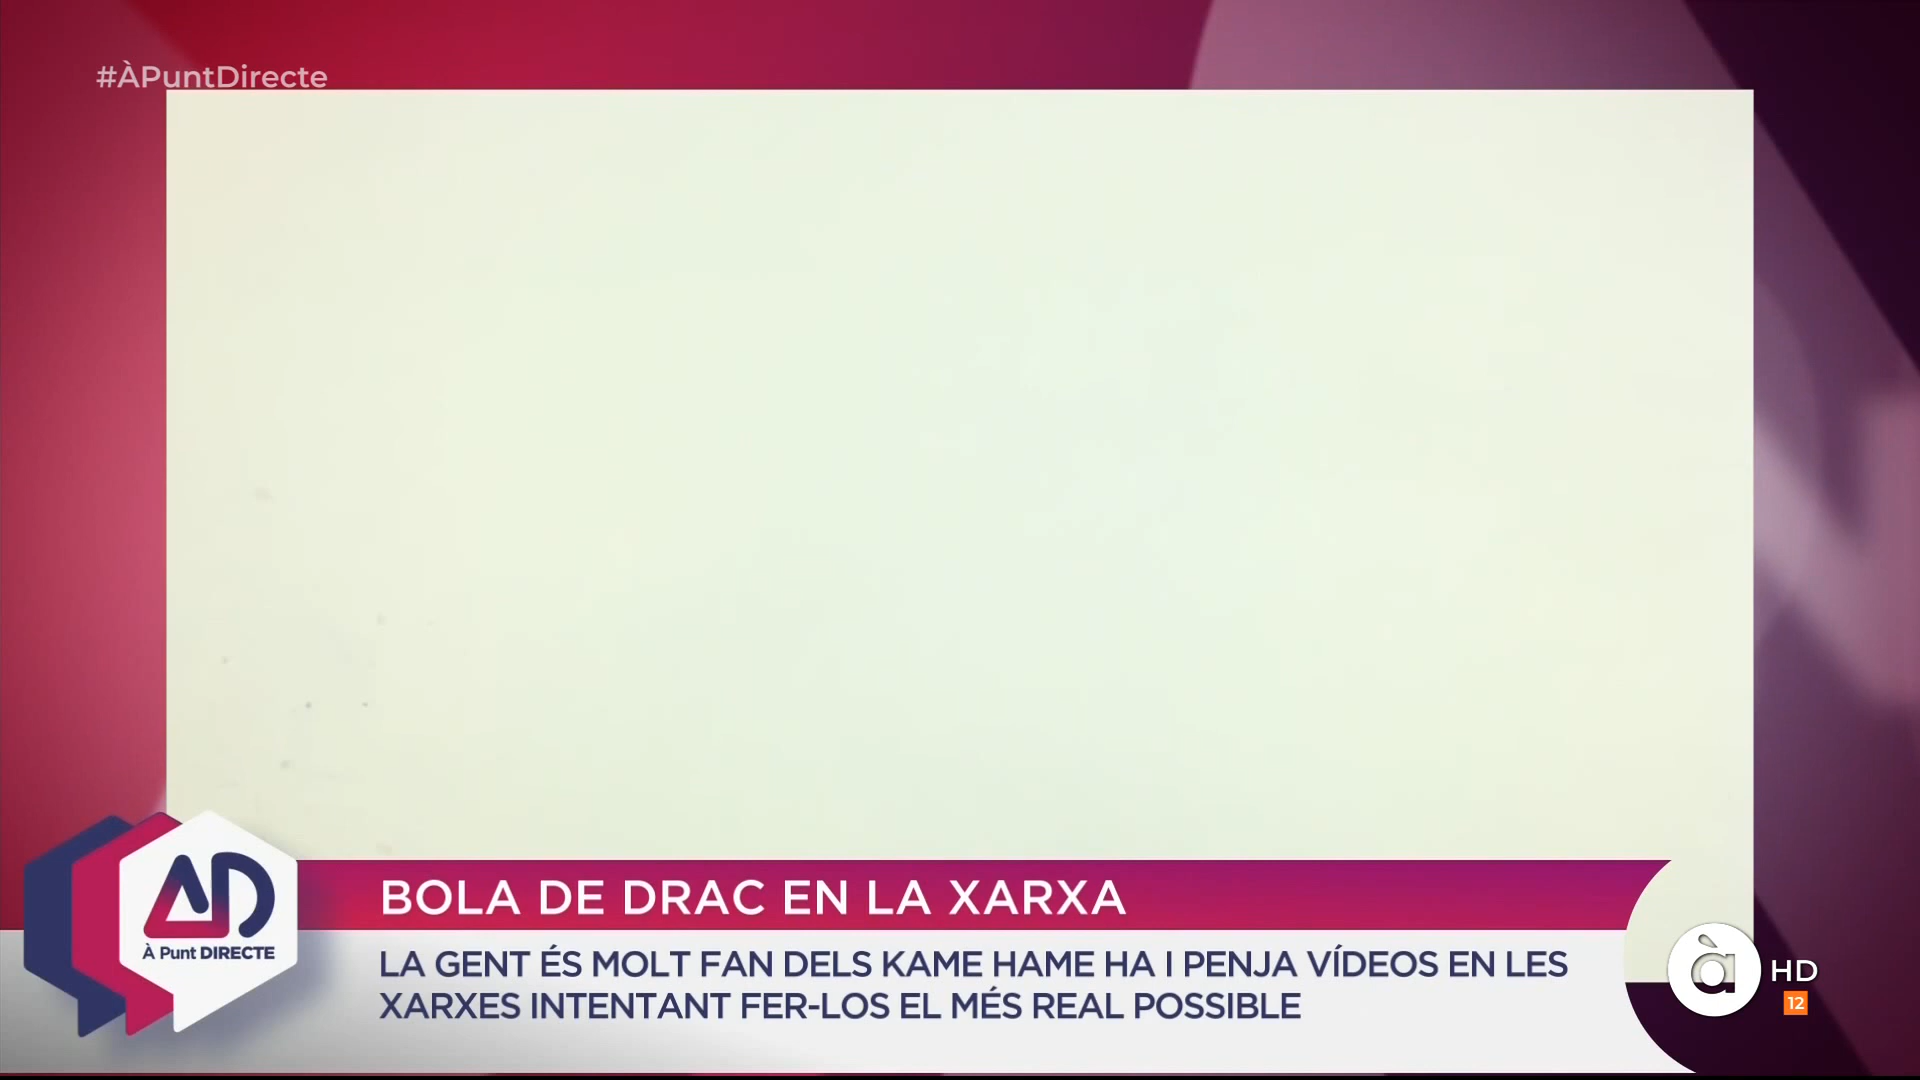 #ÀPuntDirecte
BOLA DE DRAC EN LA XARXA
LA GENT ÉS MOLT FAN DELS KAME HAME HA I PENJA VÍDEOS EN LES
XARXES INTENTANT FER-LOS EL MÉS REAL POSSIBLE
AD
À Punt DIRECTE
à HD
12